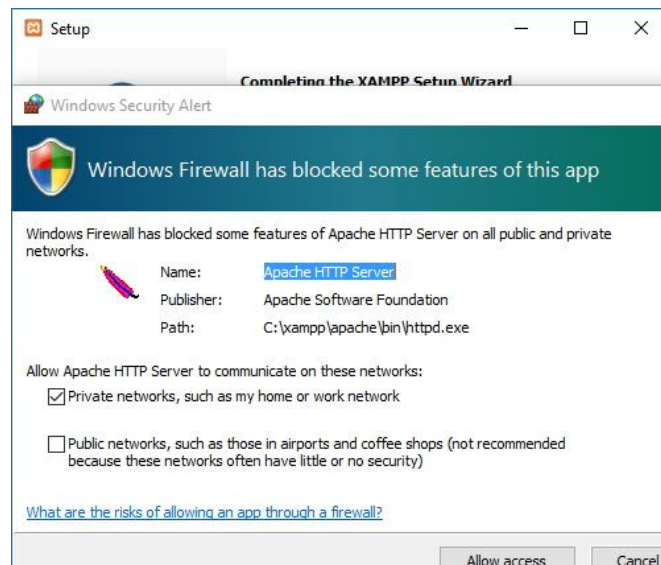 Setup
Completing the XAMPP Setup Wizard
Windows Security Alert
Windows Firewall has blocked some features of this app
Windows Firewall has blocked some features of Apache HTTP Server on all public and private
networks.
Name: Apache HTTP Server
Publisher: Apache Software Foundation
Path: C:\xampp\apache\bin\httpd.exe
Allow Apache HTTP Server to communicate on these networks:
Private networks, such as my home or work network
Public networks, such as those in airports and coffee shops (not recommended
because these networks often have little or no security)
What are the risks of allowing an app through a firewall?
Allow access Cancel